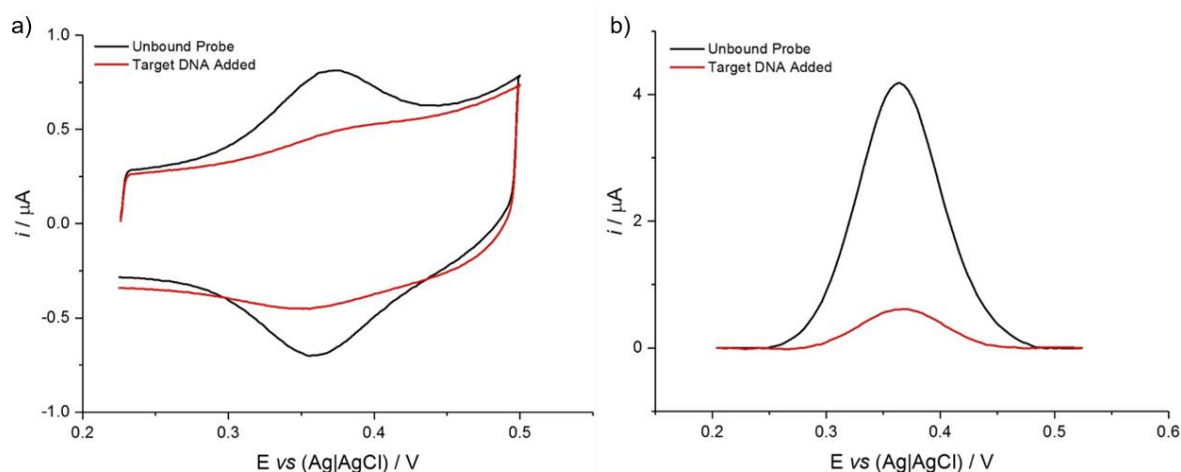 a)
Unbound Probe
Target DNA Added
1.0
0.5
0.0
-0.5
-1.0
i / μA
0.2
0.3
0.4
0.5
E vs (Ag|AgCl) / V
b)
Unbound Probe
Target DNA Added
4
2
0
i / μA
0.2
0.3
0.4
0.5
0.6
E vs (Ag|AgCl) / V